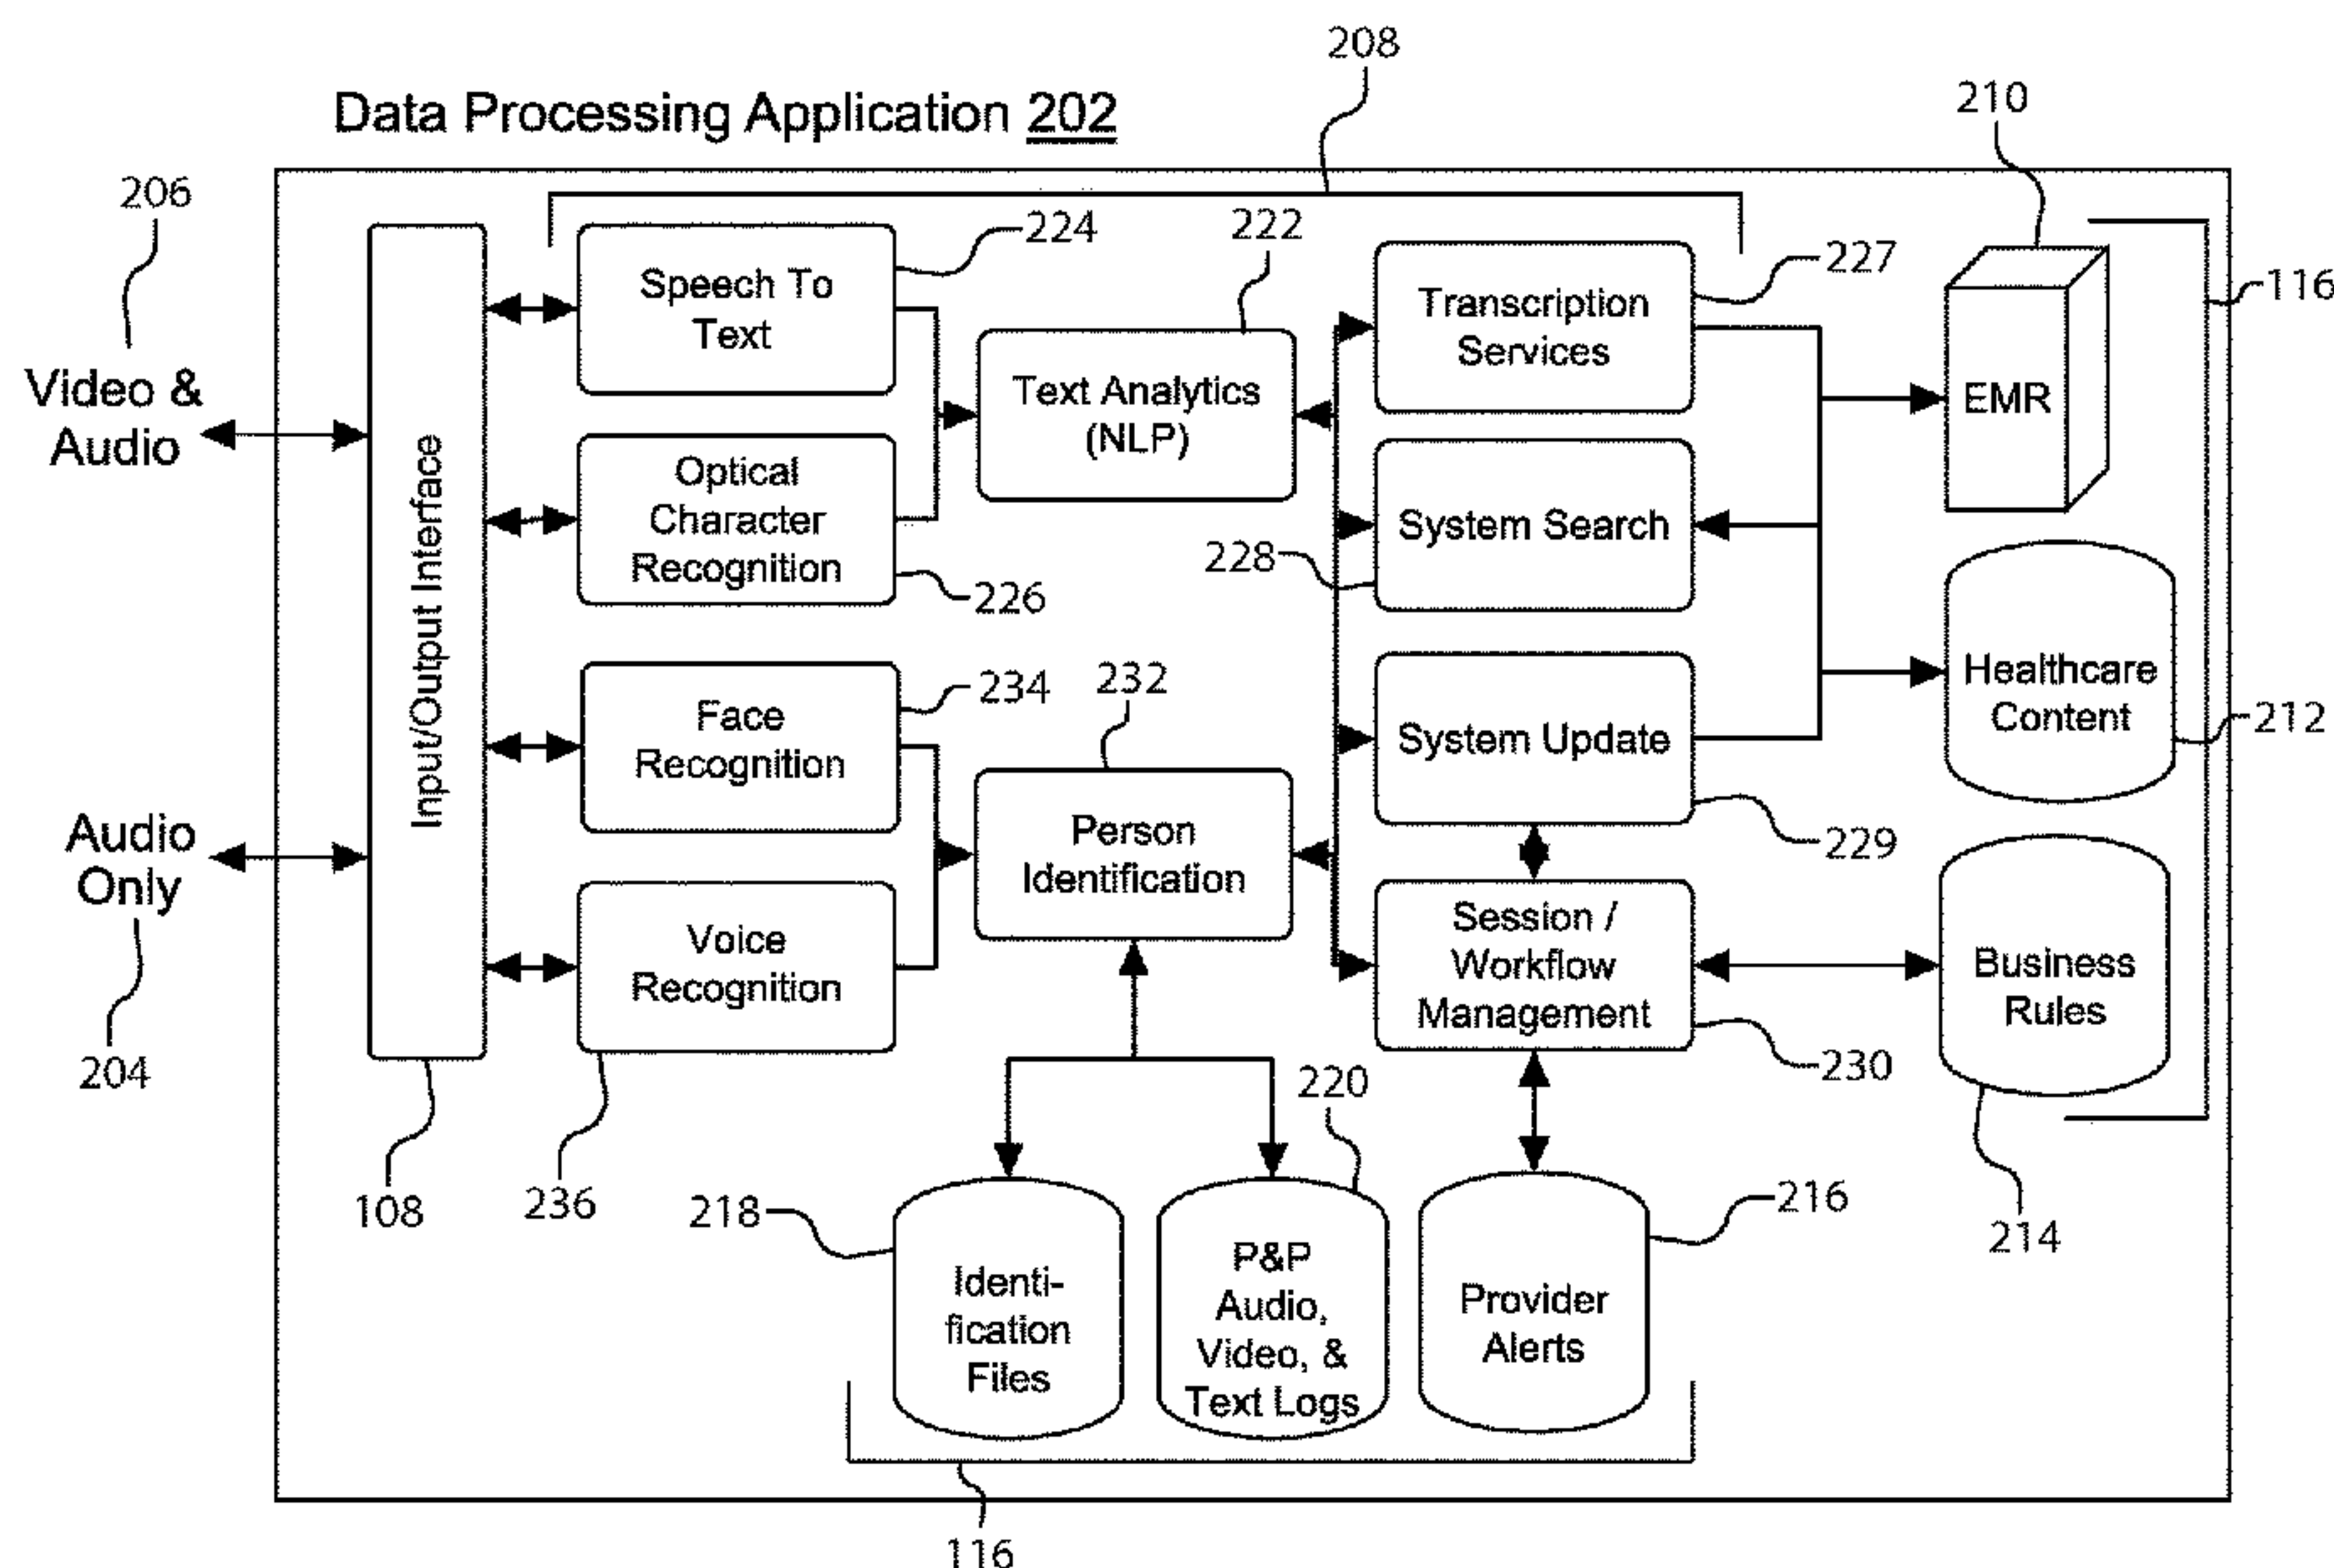 208
Data Processing Application 202
210
206
224
222
227
116
Speech To
Text
Transcription
Services
EMR
Video &
Audio
Text Analytics
(NLP)
Input/Output Interface
Optical
Character
Recognition
226
System Search
228
Healthcare
Content
212
Face
Recognition
234
232
System Update
229
Audio
Only
204
Person
Identification
Voice
Recognition
236
108
Session /
Workflow
Management
230
Business
Rules
214
220
218
216
Identi-
fication
Files
P&P
Audio,
Video, &
Text Logs
Provider
Alerts
116